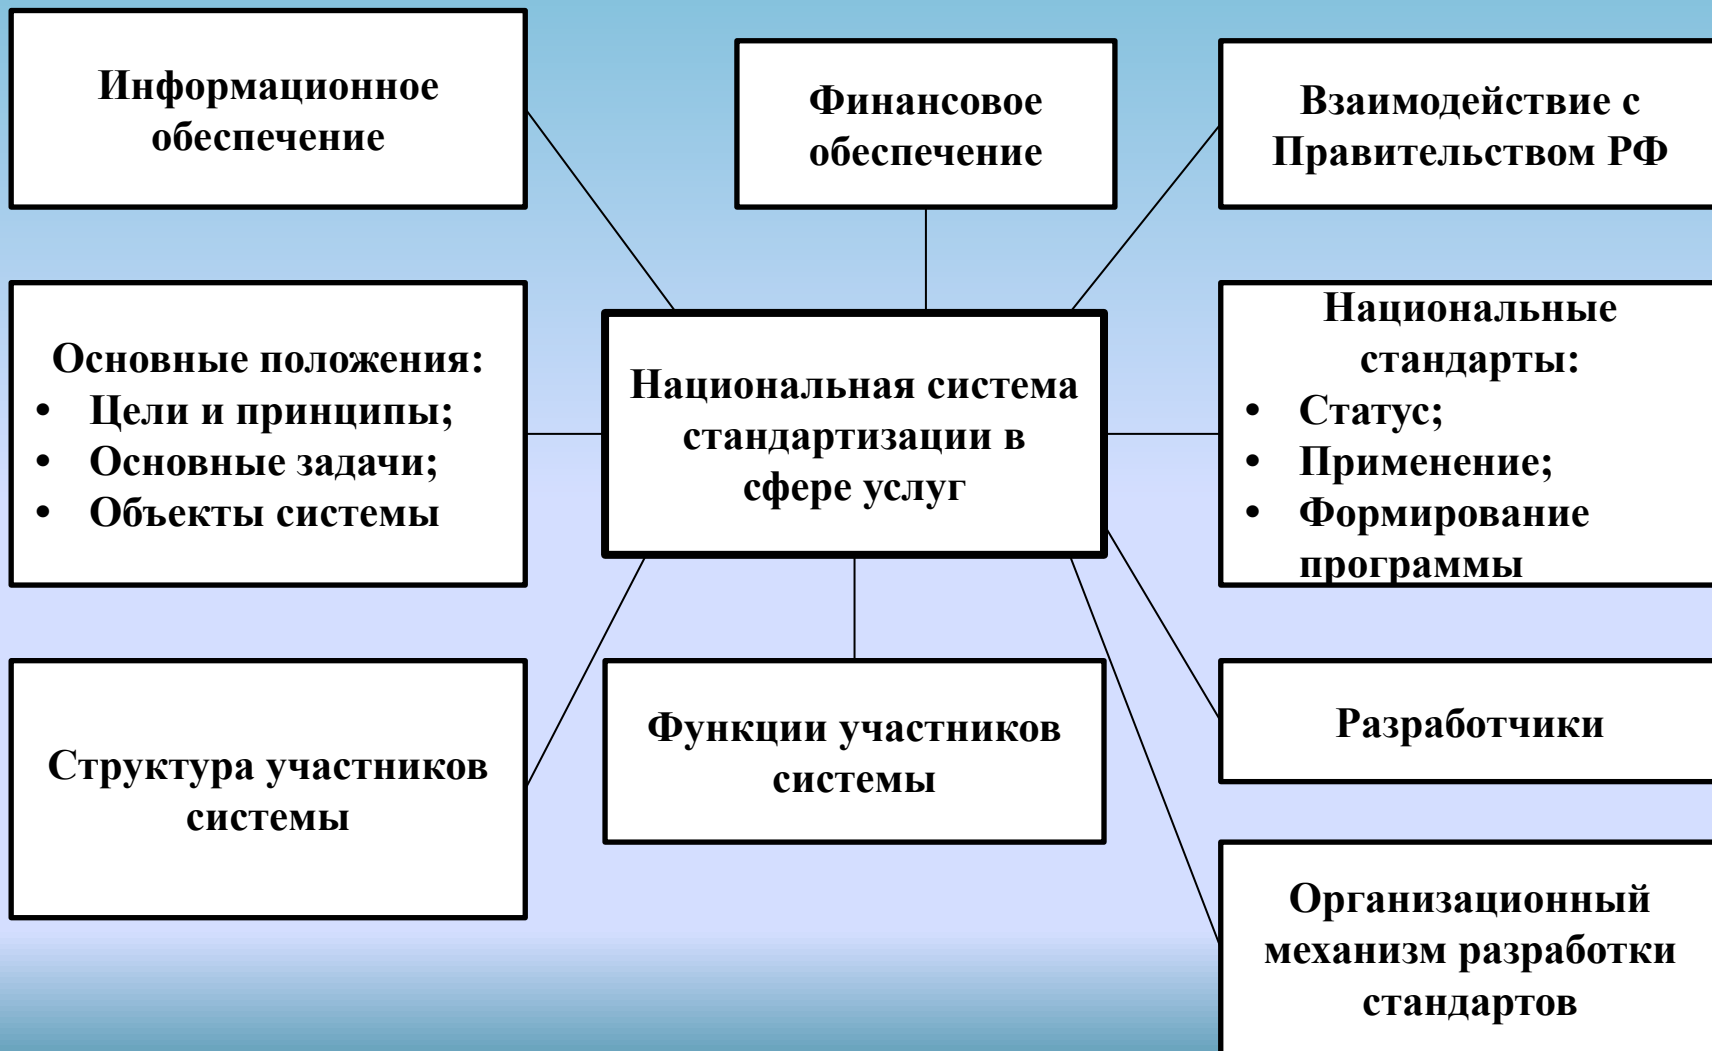 Информационное
обеспечение
Финансовое
обеспечение
Взаимодействие с
Правительством РФ
Основные положения:
• Цели и принципы;
• Основные задачи;
• Объекты системы
Национальная система
стандартизации в
сфере услуг
Национальные
стандарты:
• Статус;
• Применение;
• Формирование
программы
Структура участников
системы
Функции участников
системы
Разработчики
Организационный
механизм разработки
стандартов